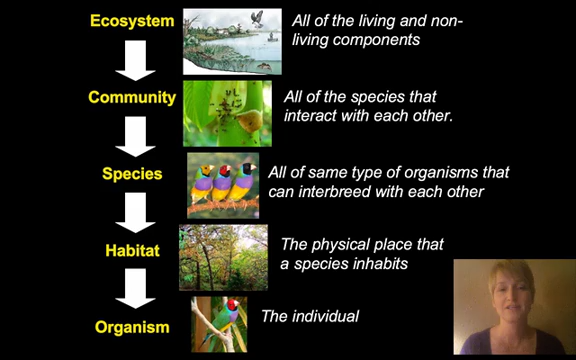 Ecosystem
All of the living and non-
living components
Community
All of the species that
interact with each other.
Species
All of same type of organisms that
can interbreed with each other
Habitat
The physical place that
a species inhabits
Organism
The individual